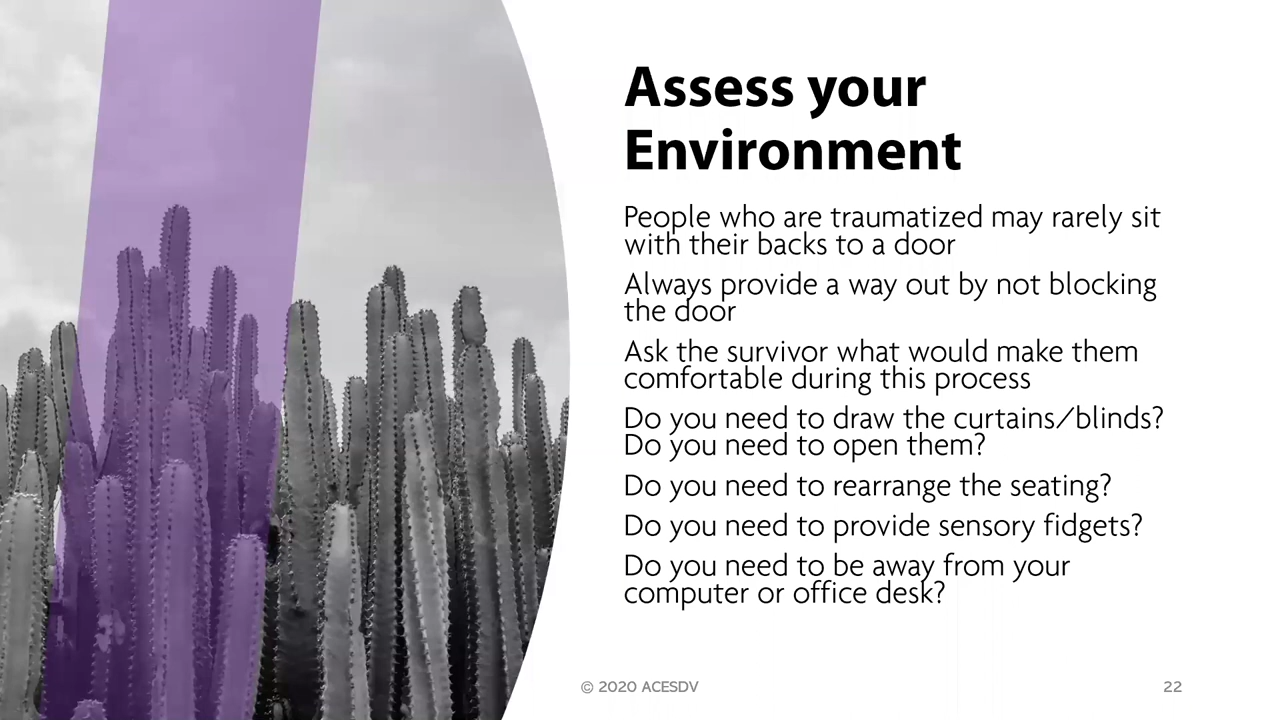 Assess your
Environment
People who are traumatized may rarely sit
with their backs to a door
Always provide a way out by not blocking
the door
Ask the survivor what would make them
comfortable during this process
Do you need to draw the curtains/blinds?
Do you need to open them?
Do you need to rearrange the seating?
Do you need to provide sensory fidgets?
Do you need to be away from your
computer or office desk?
© 2020 ACESDV
22